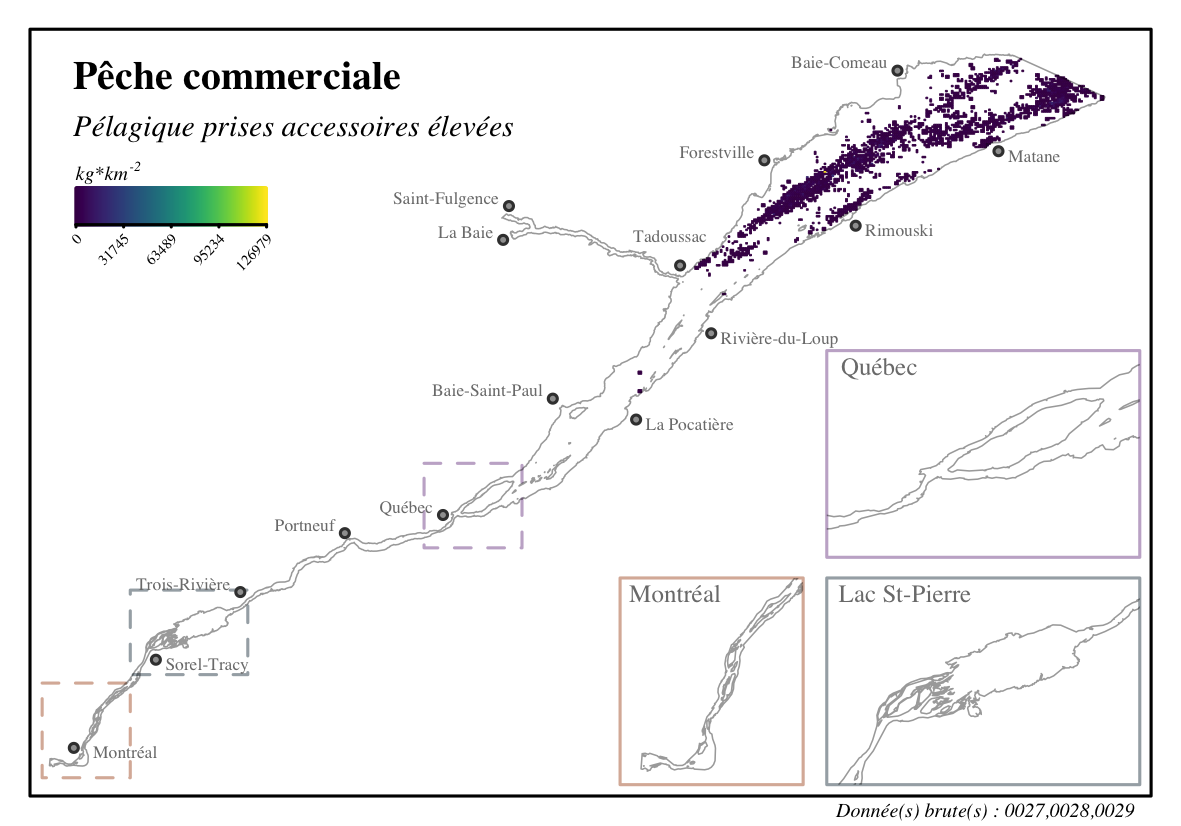 Pêche commerciale
Pélagique prises accessoires élevées
kg*km-2
0
31745
63489
95234
126979
Baie-Comeau
Forestville
Matane
Saint-Fulgence
La Baie
Tadoussac
Rimouski
Rivière-du-Loup
Baie-Saint-Paul
La Pocatière
Québec
Portneuf
Trois-Rivière
Sorel-Tracy
Montréal
Québec
Montréal
Lac St-Pierre
Donnée(s) brute(s) : 0027,0028,0029